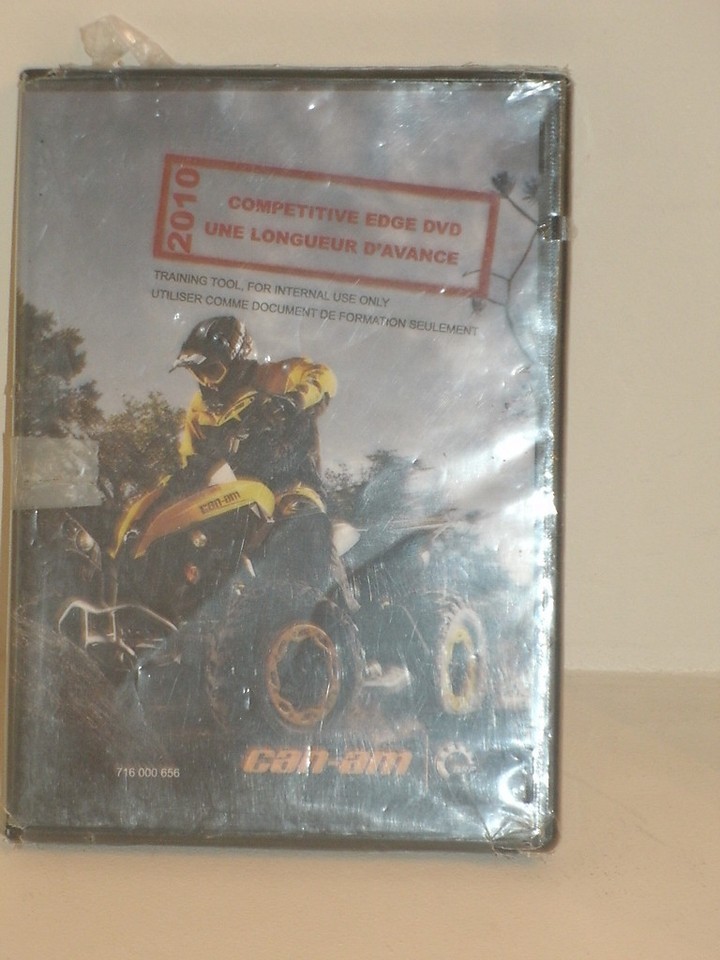 2010
COMPETITIVE EDGE DVD
UNE LONGUEUR D'AVANCE
TRAINING TOOL, FOR INTERNAL USE ONLY
UTILISER COMME DOCUMENT DE FORMATION SEULEMENT
can-am
716 000 656
can-am